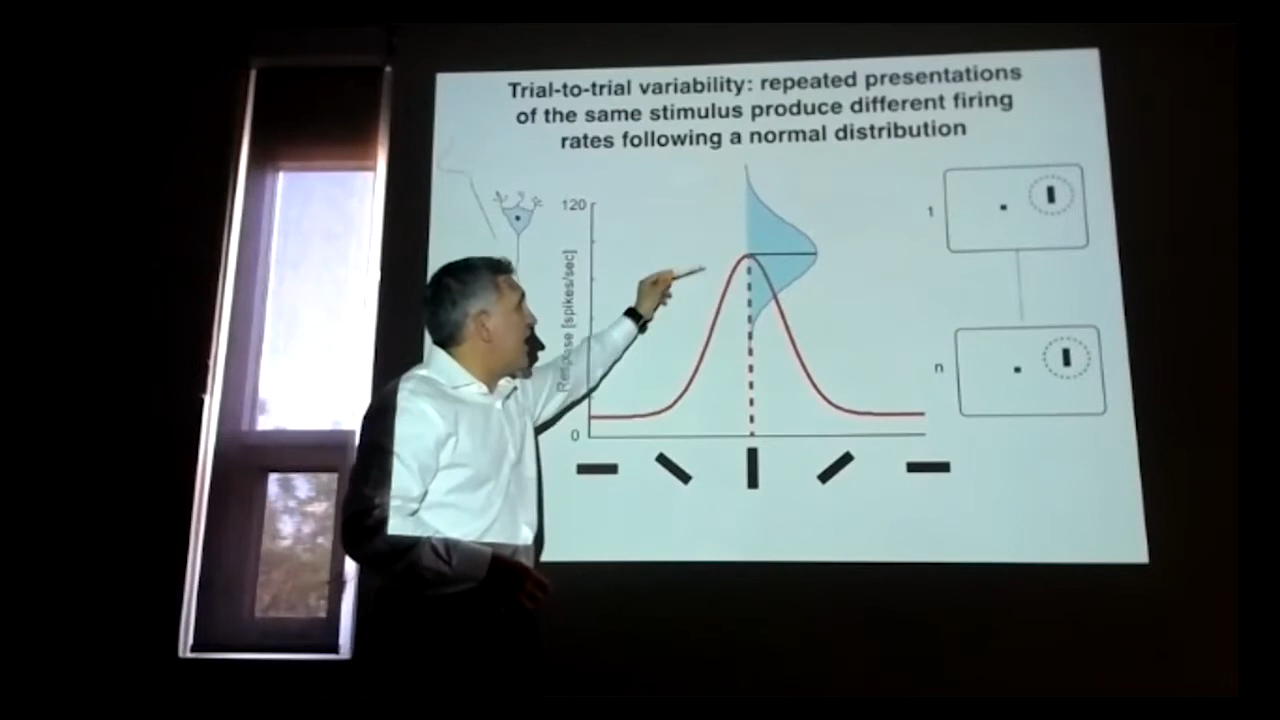 Trial-to-trial variability: repeated presentations
of the same stimulus produce different firing
rates following a normal distribution
120
Response [spikes/sec]
0
1
n